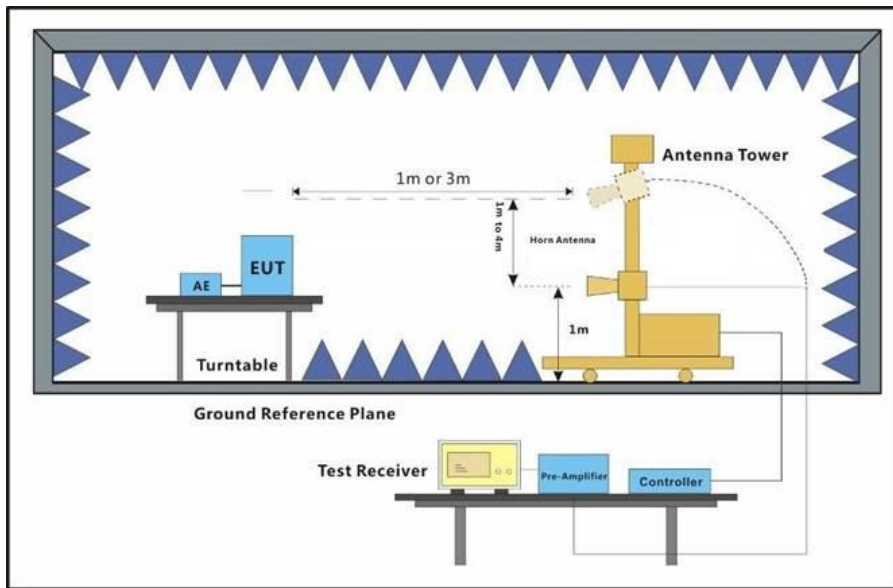 1m or 3m
Antenna Tower
1m to 4m
Horn Antenna
EUT
AE
1m
Turntable
Ground Reference Plane
Test Receiver
Pre-Amplifier
Controller